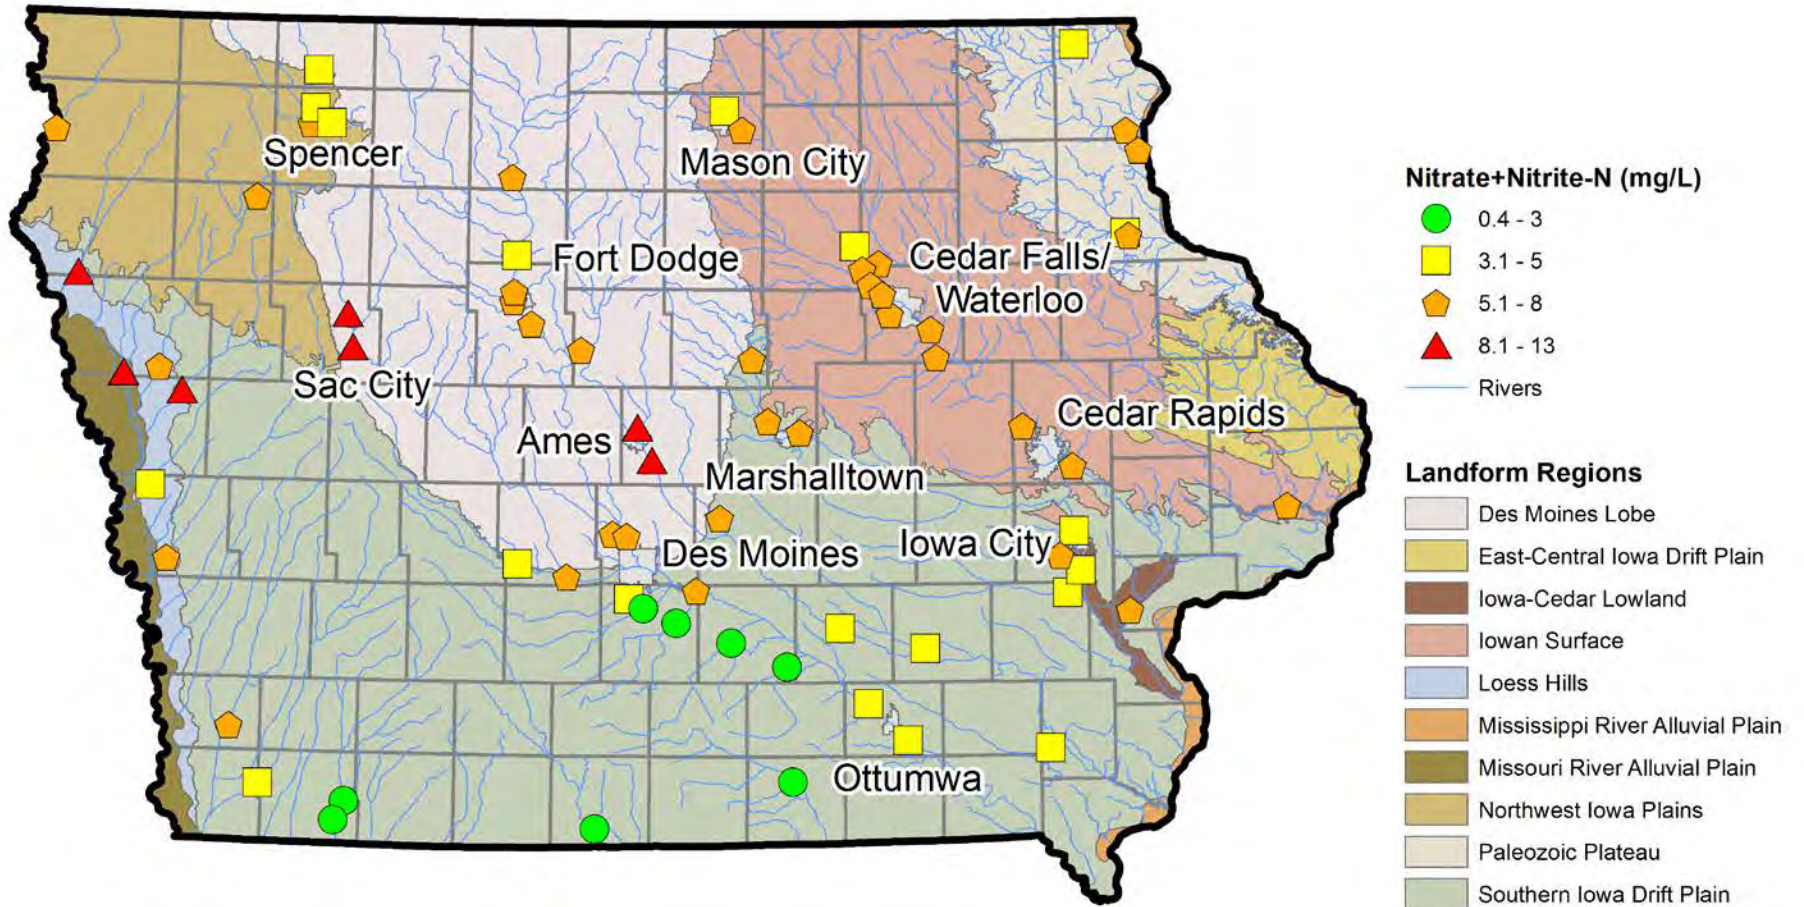 Spencer
Mason City
Fort Dodge
Cedar Falls/
Waterloo
Sac City
Ames
Cedar Rapids
Marshalltown
Des Moines
Iowa City
Ottumwa
Nitrate+Nitrite-N (mg/L)
0.4 - 3
3.1 - 5
5.1 - 8
8.1 - 13
Rivers
Landform Regions
Des Moines Lobe
East-Central Iowa Drift Plain
Iowa-Cedar Lowland
Iowan Surface
Loess Hills
Mississippi River Alluvial Plain
Missouri River Alluvial Plain
Northwest Iowa Plains
Paleozoic Plateau
Southern Iowa Drift Plain